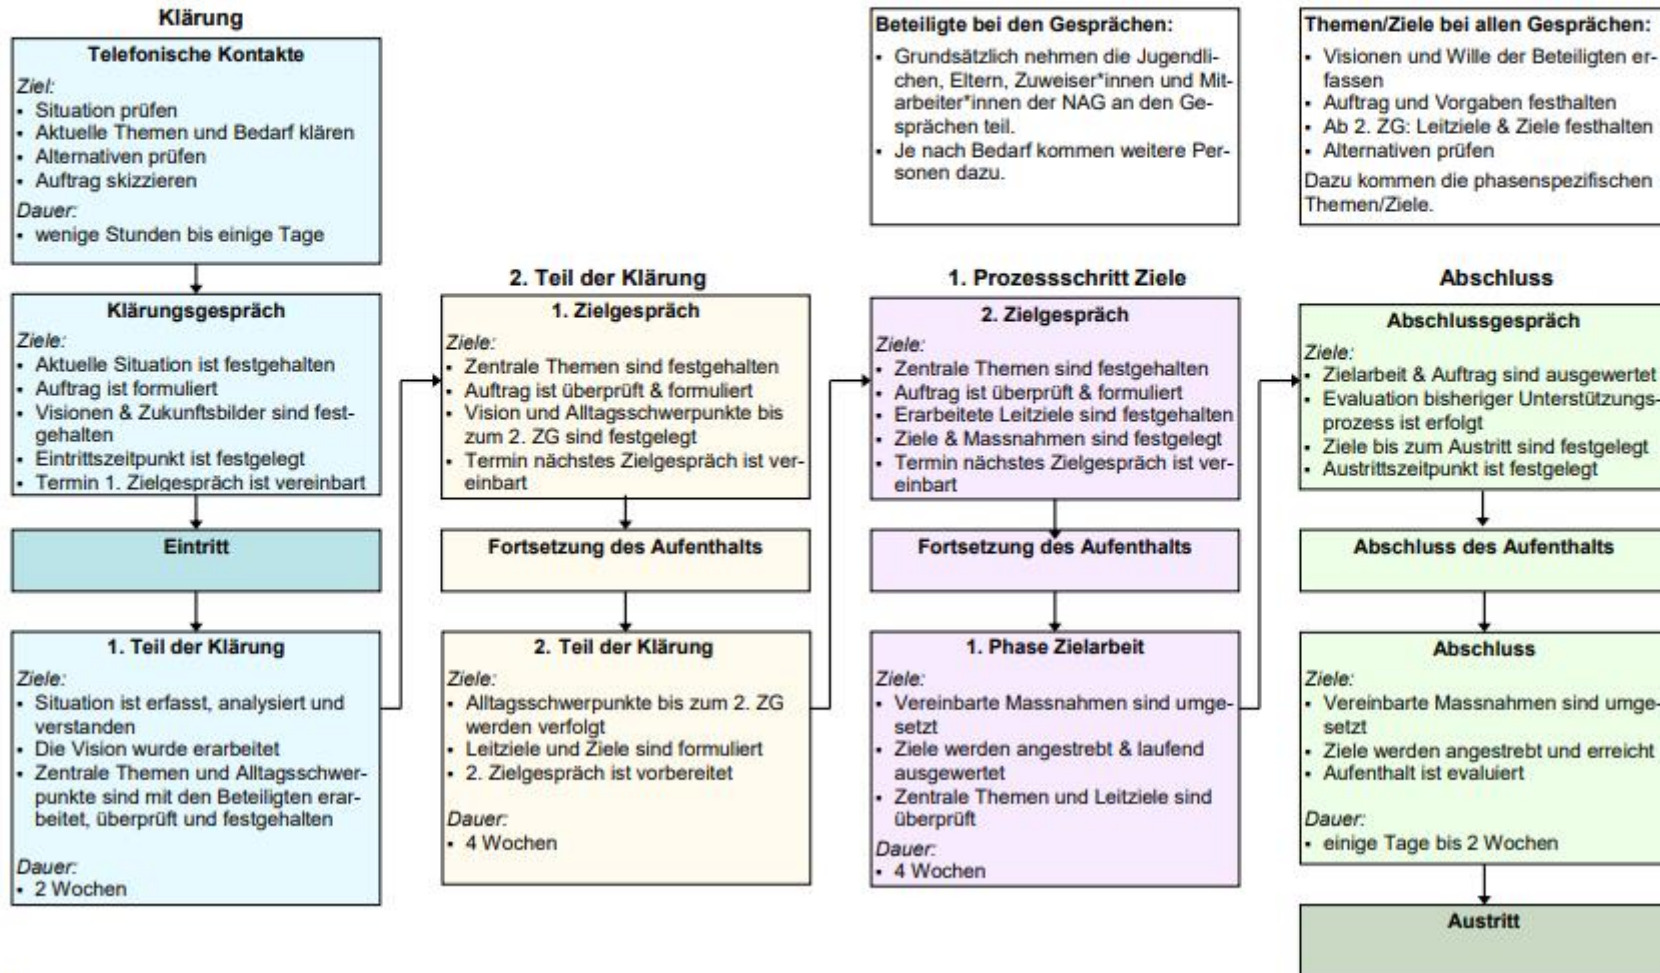 Klärung
Telefonische Kontakte
Ziel:
• Situation prüfen
• Aktuelle Themen und Bedarf klären
• Alternativen prüfen
• Auftrag skizzieren
Dauer:
• wenige Stunden bis einige Tage
Klärungsgespräch
Ziele:
• Aktuelle Situation ist festgehalten
• Auftrag ist formuliert
• Visionen & Zukunftsbilder sind fest-
gehalten
• Eintrittszeitpunkt ist festgelegt
• Termin 1. Zielgespräch ist vereinbart
Eintritt
1. Teil der Klärung
Ziele:
• Situation ist erfasst, analysiert und
verstanden
• Die Vision wurde erarbeitet
• Zentrale Themen und Alltagsschwer-
punkte sind mit den Beteiligten erar-
beitet, überprüft und festgehalten
Dauer:
• 2 Wochen
2. Teil der Klärung
1. Zielgespräch
Ziele:
• Zentrale Themen sind festgehalten
• Auftrag ist überprüft & formuliert
• Vision und Alltagsschwerpunkte bis
zum 2. ZG sind festgelegt
• Termin nächstes Zielgespräch ist ver-
einbart
Fortsetzung des Aufenthalts
2. Teil der Klärung
Ziele:
• Alltagsschwerpunkte bis zum 2. ZG
werden verfolgt
• Leitziele und Ziele sind formuliert
• 2. Zielgespräch ist vorbereitet
Dauer:
• 4 Wochen
Beteiligte bei den Gesprächen:
• Grundsätzlich nehmen die Jugendli-
chen, Eltern, Zuweiser*innen und Mit-
arbeiter*innen der NAG an den Ge-
sprächen teil.
• Je nach Bedarf kommen weitere Per-
sonen dazu.
1. Prozessschritt Ziele
2. Zielgespräch
Ziele:
• Zentrale Themen sind festgehalten
• Auftrag ist überprüft & formuliert
• Erarbeitete Leitziele sind festgehalten
• Ziele & Massnahmen sind festgelegt
• Termin nächstes Zielgespräch ist ver-
einbart
Fortsetzung des Aufenthalts
1. Phase Zielarbeit
Ziele:
• Vereinbarte Massnahmen sind umge-
setzt
• Ziele werden angestrebt & laufend
ausgewertet
• Zentrale Themen und Leitziele sind
überprüft
Dauer:
• 4 Wochen
Themen/Ziele bei allen Gesprächen:
• Visionen und Wille der Beteiligten er-
fassen
• Auftrag und Vorgaben festhalten
• Ab 2. ZG: Leitziele & Ziele festhalten
• Alternativen prüfen
Dazu kommen die phasenspezifischen
Themen/Ziele.
Abschluss
Abschlussgespräch
Ziele:
• Zielarbeit & Auftrag sind ausgewertet
• Evaluation bisheriger Unterstützungs-
prozess ist erfolgt
• Ziele bis zum Austritt sind festgelegt
• Austrittszeitpunkt ist festgelegt
Abschluss des Aufenthalts
Abschluss
Ziele:
• Vereinbarte Massnahmen sind umge-
setzt
• Ziele werden angestrebt und erreicht
• Aufenthalt ist evaluiert
Dauer:
• einige Tage bis 2 Wochen
Austritt